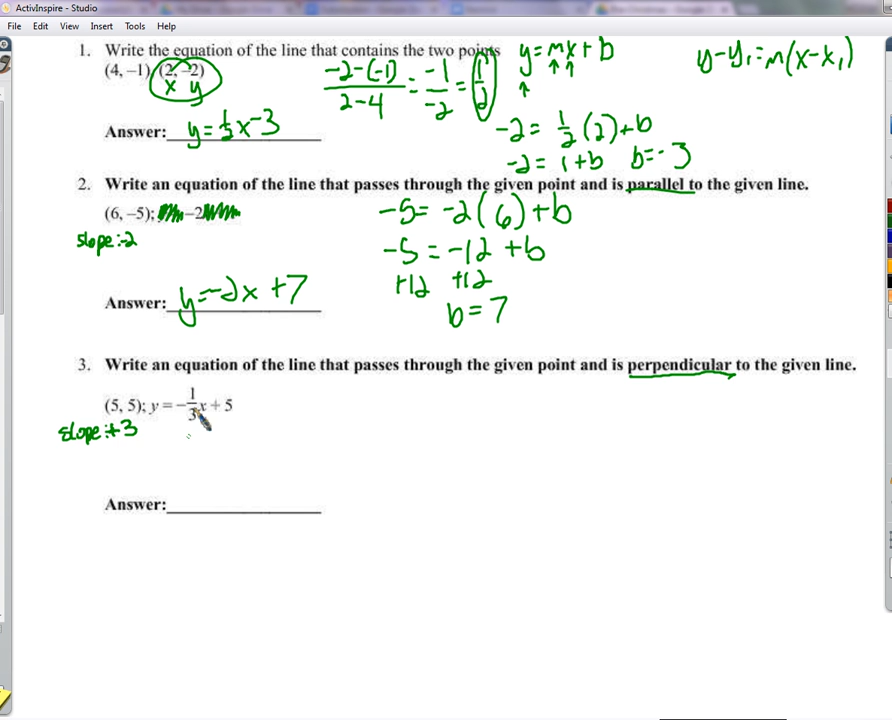 ActivInspire - Studio
File Edit View Insert Tools Help
1. Write the equation of the line that contains the two points
(4, –1) (2, –2)
x y
-2-(-1)/2-4 = -1/-2 = 1/2
y=mx+b
y-y₁=m(x-x₁)
-2= 1/2(2)+b
-2= 1+b b=-3
Answer: y=1/2x-3
2. Write an equation of the line that passes through the given point and is parallel to the given line.
(6, –5); –2
slope:-2
-5= -2(6)+b
-5 = -12 +b
+12 +12
b=7
Answer: y=-2x+7
3. Write an equation of the line that passes through the given point and is perpendicular to the given line.
(5, 5); y = –1/3x + 5
slope:+3
Answer: